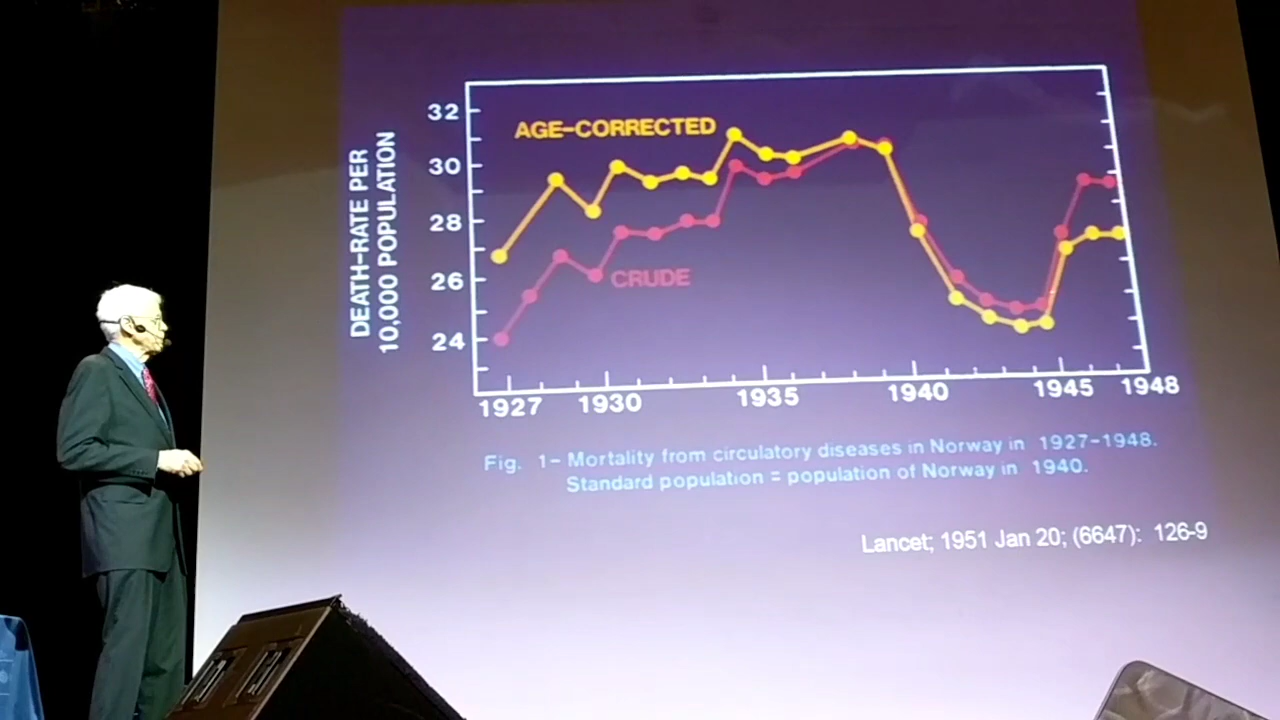 DEATH-RATE PER
10,000 POPULATION
32
30
28
26
24
AGE-CORRECTED
CRUDE
1927 1930 1935 1940 1945 1948
Fig. 1- Mortality from circulatory diseases in Norway in 1927-1948.
Standard population = population of Norway in 1940.
Lancet; 1951 Jan 20; (6647): 126-9